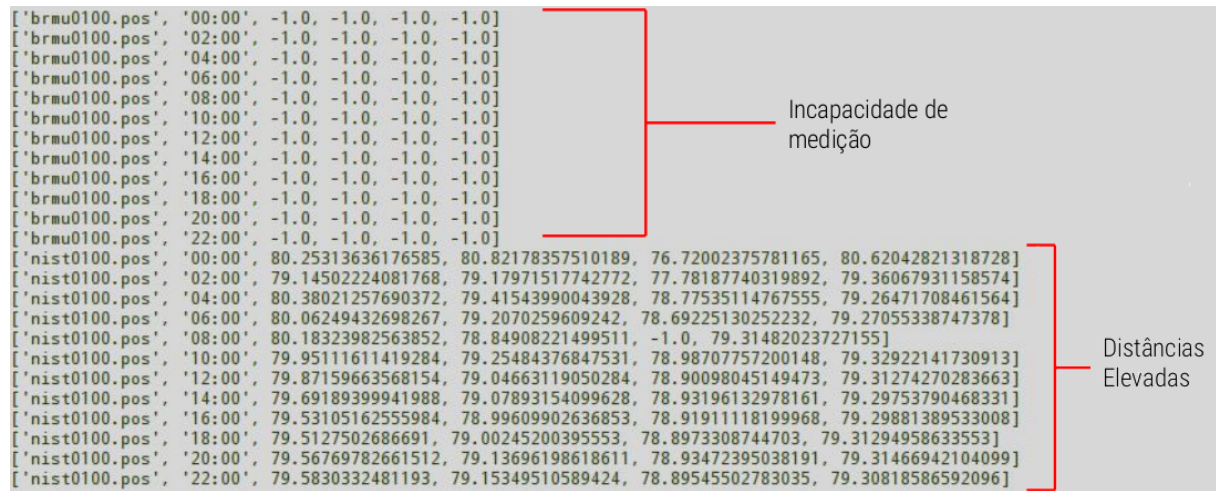 ['brmu0100.pos', '00:00', -1.0, -1.0, -1.0, -1.0]
['brmu0100.pos', '02:00', -1.0, -1.0, -1.0, -1.0]
['brmu0100.pos', '04:00', -1.0, -1.0, -1.0, -1.0]
['brmu0100.pos', '06:00', -1.0, -1.0, -1.0, -1.0]
['brmu0100.pos', '08:00', -1.0, -1.0, -1.0, -1.0]
['brmu0100.pos', '10:00', -1.0, -1.0, -1.0, -1.0]
['brmu0100.pos', '12:00', -1.0, -1.0, -1.0, -1.0]
['brmu0100.pos', '14:00', -1.0, -1.0, -1.0, -1.0]
['brmu0100.pos', '16:00', -1.0, -1.0, -1.0, -1.0]
['brmu0100.pos', '18:00', -1.0, -1.0, -1.0, -1.0]
['brmu0100.pos', '20:00', -1.0, -1.0, -1.0, -1.0]
['brmu0100.pos', '22:00', -1.0, -1.0, -1.0, -1.0]
Incapacidade de
medição
['nist0100.pos', '00:00', 80.25313636176585, 80.82178357510189, 76.72002375781165, 80.62042821318728]
['nist0100.pos', '02:00', 79.14502224081768, 79.17971517742772, 77.78187740319892, 79.36067931158574]
['nist0100.pos', '04:00', 80.38021257690372, 79.41543990043928, 78.77535114767555, 79.26471708461564]
['nist0100.pos', '06:00', 80.06249432698267, 79.2070259609242, 78.69225130252232, 79.27055338747378]
['nist0100.pos', '08:00', 80.18323982563852, 78.84908221499511, -1.0, 79.31482023727155]
['nist0100.pos', '10:00', 79.95111611419284, 79.25484376847531, 78.98707757200148, 79.32922141730913]
['nist0100.pos', '12:00', 79.87159663568154, 79.04663119050284, 78.90098045149473, 79.31274270283663]
['nist0100.pos', '14:00', 79.69189399941988, 79.07893154099628, 78.93196132978161, 79.29753790468331]
['nist0100.pos', '16:00', 79.53105162555984, 78.99609902636853, 78.91911118199968, 79.29881389533008]
['nist0100.pos', '18:00', 79.5127502686691, 79.00245200395553, 78.8973308744703, 79.31294958633553]
['nist0100.pos', '20:00', 79.56769782661512, 79.13696198618611, 78.93472395038191, 79.31466942104099]
['nist0100.pos', '22:00', 79.5830332481193, 79.15349510589424, 78.89545502783035, 79.30818586592096]
Distâncias
Elevadas